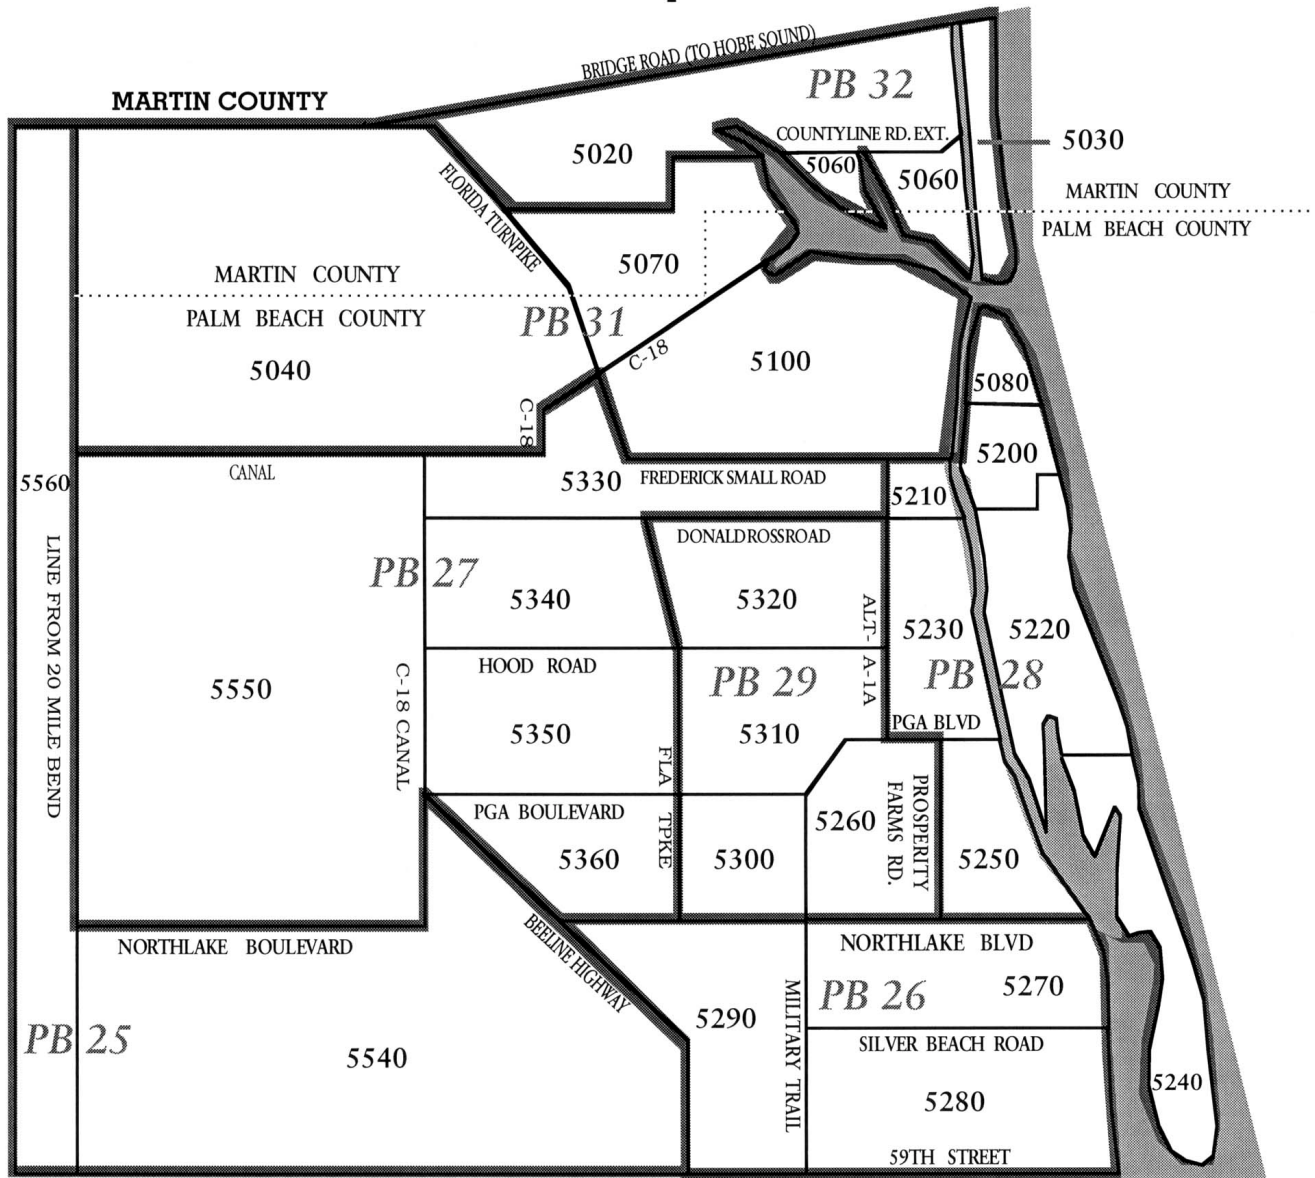 BRIDGE ROAD (TO HOBE SOUND)
PB 32
MARTIN COUNTY
COUNTYLINE RD. EXT.
5030
5020
5060
5060
MARTIN COUNTY
FLORIDA TURNPIKE
PALM BEACH COUNTY
5070
MARTIN COUNTY
PALM BEACH COUNTY
PB 31
C-18
5040
5100
5080
C-18
5200
CANAL
5560
5330
FREDERICK SMALL ROAD
5210
DONALDROSSROAD
PB 27
5340
5320
ALT- A-1A
5230
5220
LINE FROM 20 MILE BEND
HOOD ROAD
PB 29
PB 28
5550
C-18 CANAL
5350
5310
PGA BLVD
FLA TPKE
PGA BOULEVARD
5260
PROSPERITY
FARMS RD.
5360
5300
5250
NORTHLAKE BOULEVARD
BEELINE HIGHWAY
NORTHLAKE BLVD
PB 26
5270
5290
MILITARY TRAIL
PB 25
5540
SILVER BEACH ROAD
5240
5280
59TH STREET